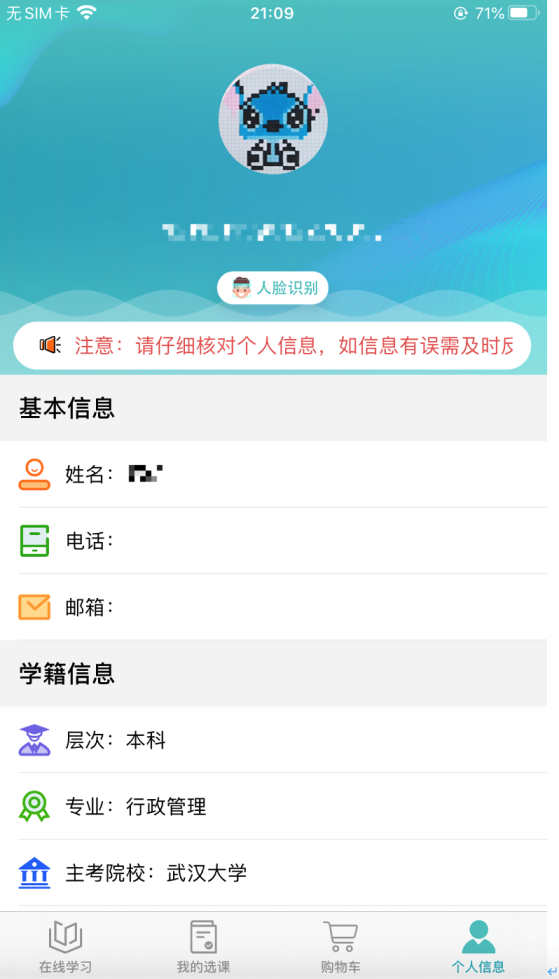 无SIM卡
21:09
71%
人脸识别
注意：请仔细核对个人信息，如信息有误需及时
基本信息
姓名：
电话：
邮箱：
学籍信息
层次：本科
专业：行政管理
主考院校：武汉大学
在线学习
我的选课
购物车
个人信息